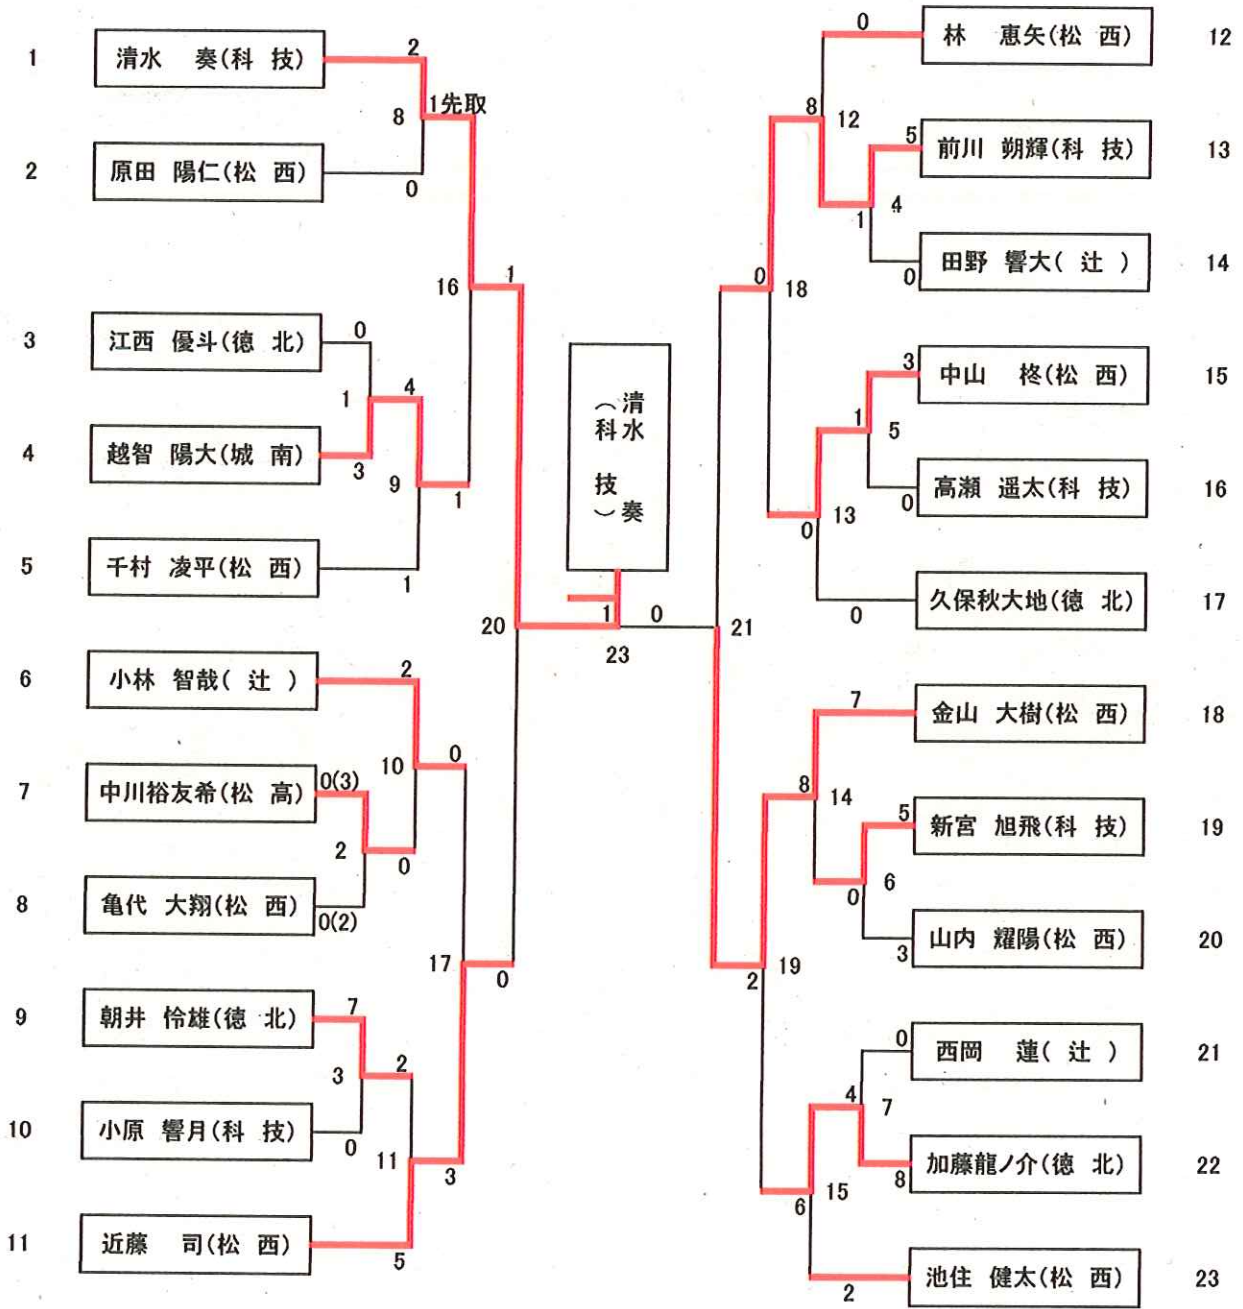 1 清水 奏(科 技) 2
8 1先取
2 原田 陽仁(松 西) 0
16 1
3 江西 優斗(徳 北) 0
1 4
4 越智 陽大(城 南) 3
9 1
5 千村 凌平(松 西) 1
20
6 小林 智哉( 辻 ) 2
10 0
7 中川裕友希(松 高) 0(3)
2 0
8 亀代 大翔(松 西) 0(2)
17 0
9 朝井 怜雄(徳 北) 7
3 2
10 小原 響月(科 技) 0
11 3
11 近藤 司(松 西) 5
清水 奏
(科 技)
1 0
23
0 林 恵矢(松 西) 12
8 12
5 前川 朔輝(科 技) 13
1 4
0 田野 響大( 辻 ) 14
0 18
3 中山 柊(松 西) 15
1 5
0 高瀬 遥太(科 技) 16
0 13
0 久保秋大地(徳 北) 17
21
7 金山 大樹(松 西) 18
8 14
5 新宮 旭飛(科 技) 19
0 6
3 山内 耀陽(松 西) 20
2 19
0 西岡 蓮( 辻 ) 21
4 7
8 加藤龍ノ介(徳 北) 22
6 15
2 池住 健太(松 西) 23